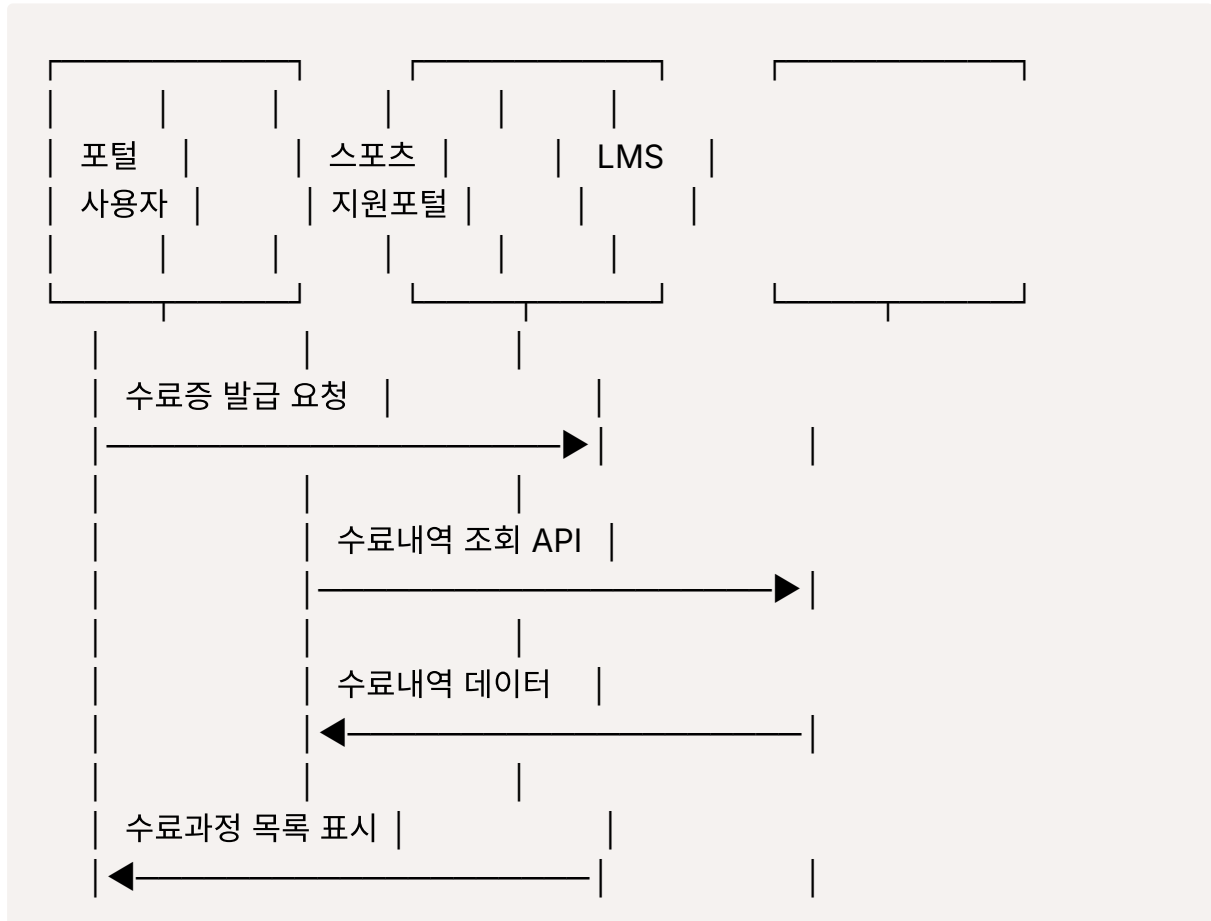 포털 스포츠 LMS
사용자 지원포털
수료증 발급 요청
수료내역 조회 API
수료내역 데이터
수료과정 목록 표시